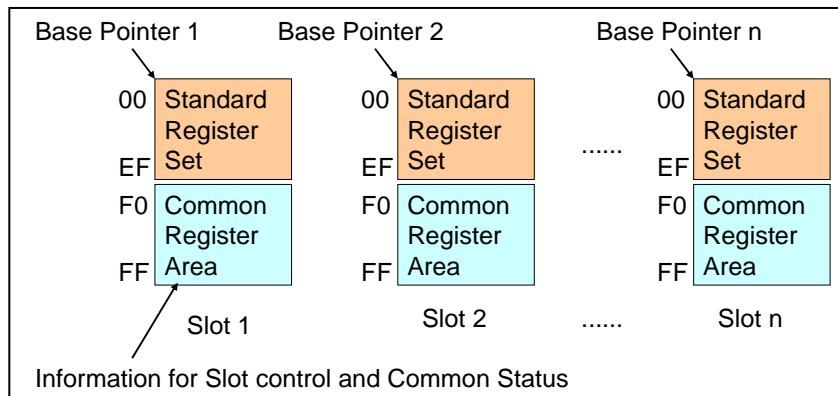 Base Pointer 1 Base Pointer 2 Base Pointer n
00 Standard 00 Standard 00 Standard
Register Register Register
EF Set EF Set ...... EF Set
F0 Common F0 Common F0 Common
Register Register Register
FF Area FF Area FF Area
Slot 1 Slot 2 ...... Slot n
Information for Slot control and Common Status